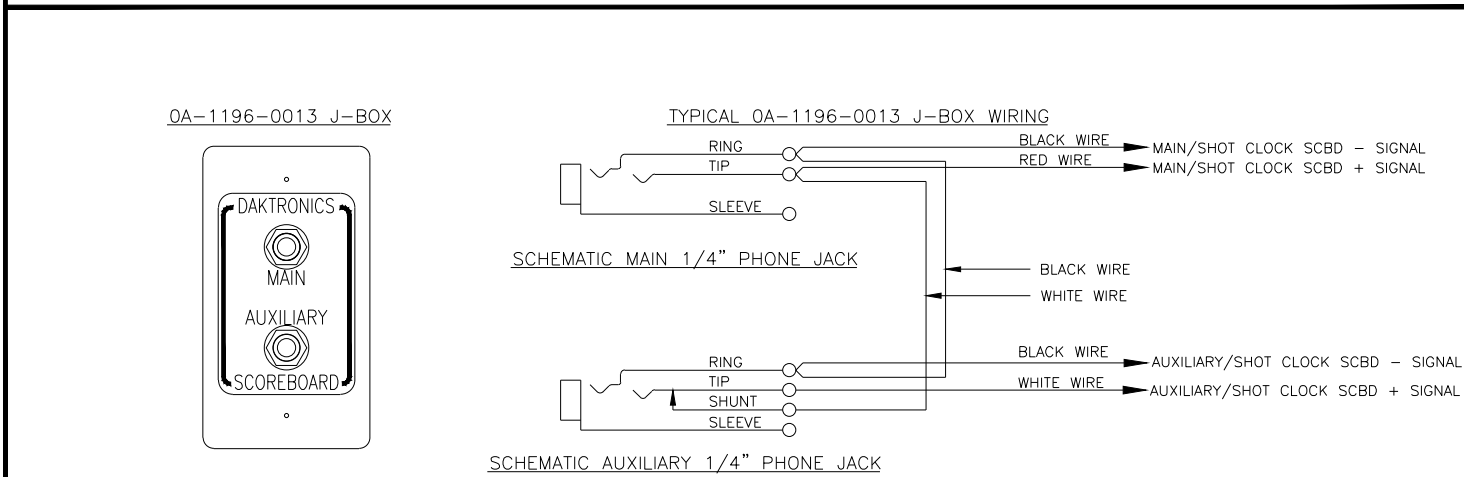 0A-1196-0013 J-BOX
DAKTRONICS
MAIN
AUXILIARY
SCOREBOARD
TYPICAL 0A-1196-0013 J-BOX WIRING
RING
BLACK WIRE
MAIN/SHOT CLOCK SCBD - SIGNAL
TIP
RED WIRE
MAIN/SHOT CLOCK SCBD + SIGNAL
SLEEVE
SCHEMATIC MAIN 1/4" PHONE JACK
BLACK WIRE
WHITE WIRE
RING
BLACK WIRE
AUXILIARY/SHOT CLOCK SCBD - SIGNAL
TIP
WHITE WIRE
AUXILIARY/SHOT CLOCK SCBD + SIGNAL
SHUNT
SLEEVE
SCHEMATIC AUXILIARY 1/4" PHONE JACK